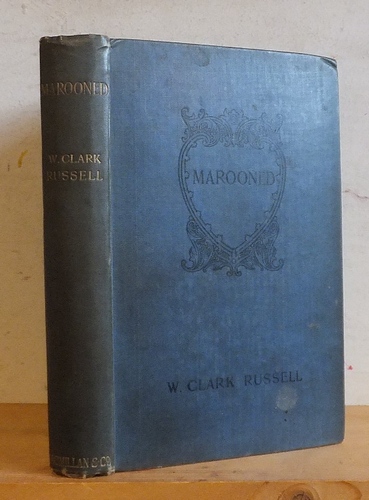 MAROONED
W. CLARK
RUSSELL
MACMILLAN & CO
MAROONED
W. CLARK RUSSELL